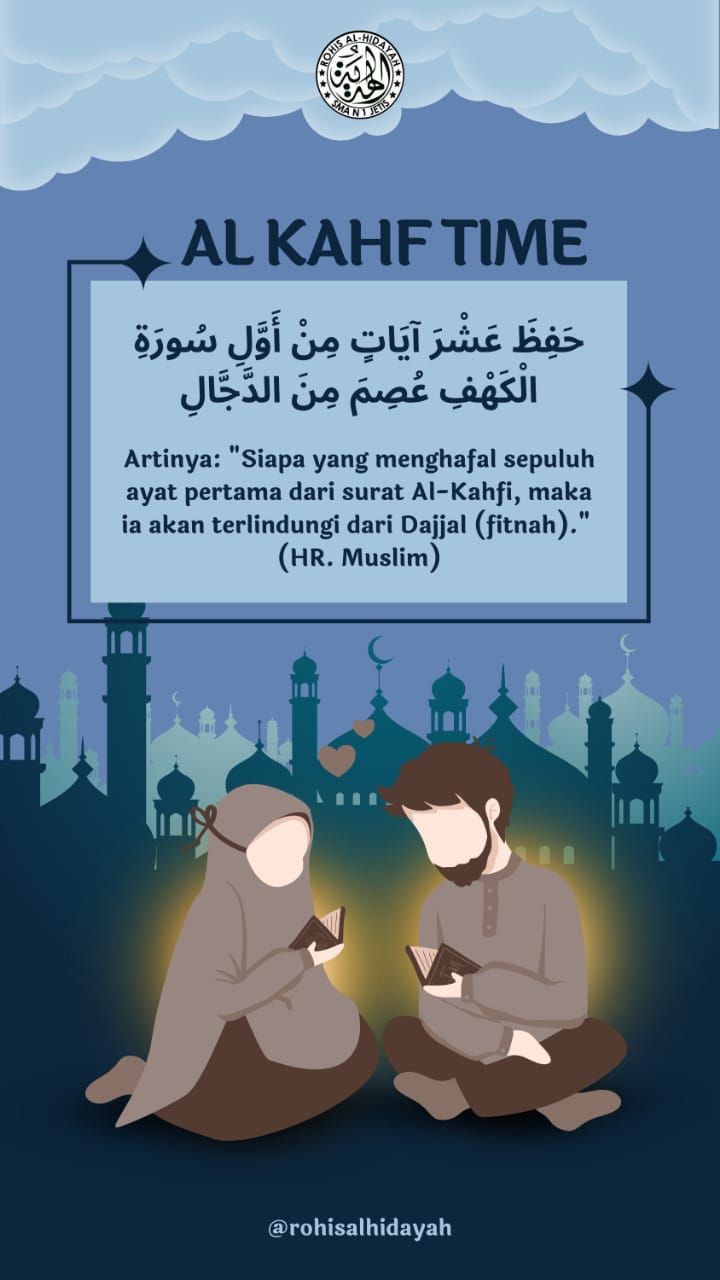 ROHIS AL-HIDAYAH
الهداية
SMA N 1 JETIS
AL KAHF TIME
حَفِظَ عَشْرَ آيَاتٍ مِنْ أَوَّلِ سُورَةِ
الْكَهْفِ عُصِمَ مِنَ الدَّجَّالِ
Artinya: "Siapa yang menghafal sepuluh
ayat pertama dari surat Al-Kahfi, maka
ia akan terlindungi dari Dajjal (fitnah)."
(HR. Muslim)
@rohisalhidayah